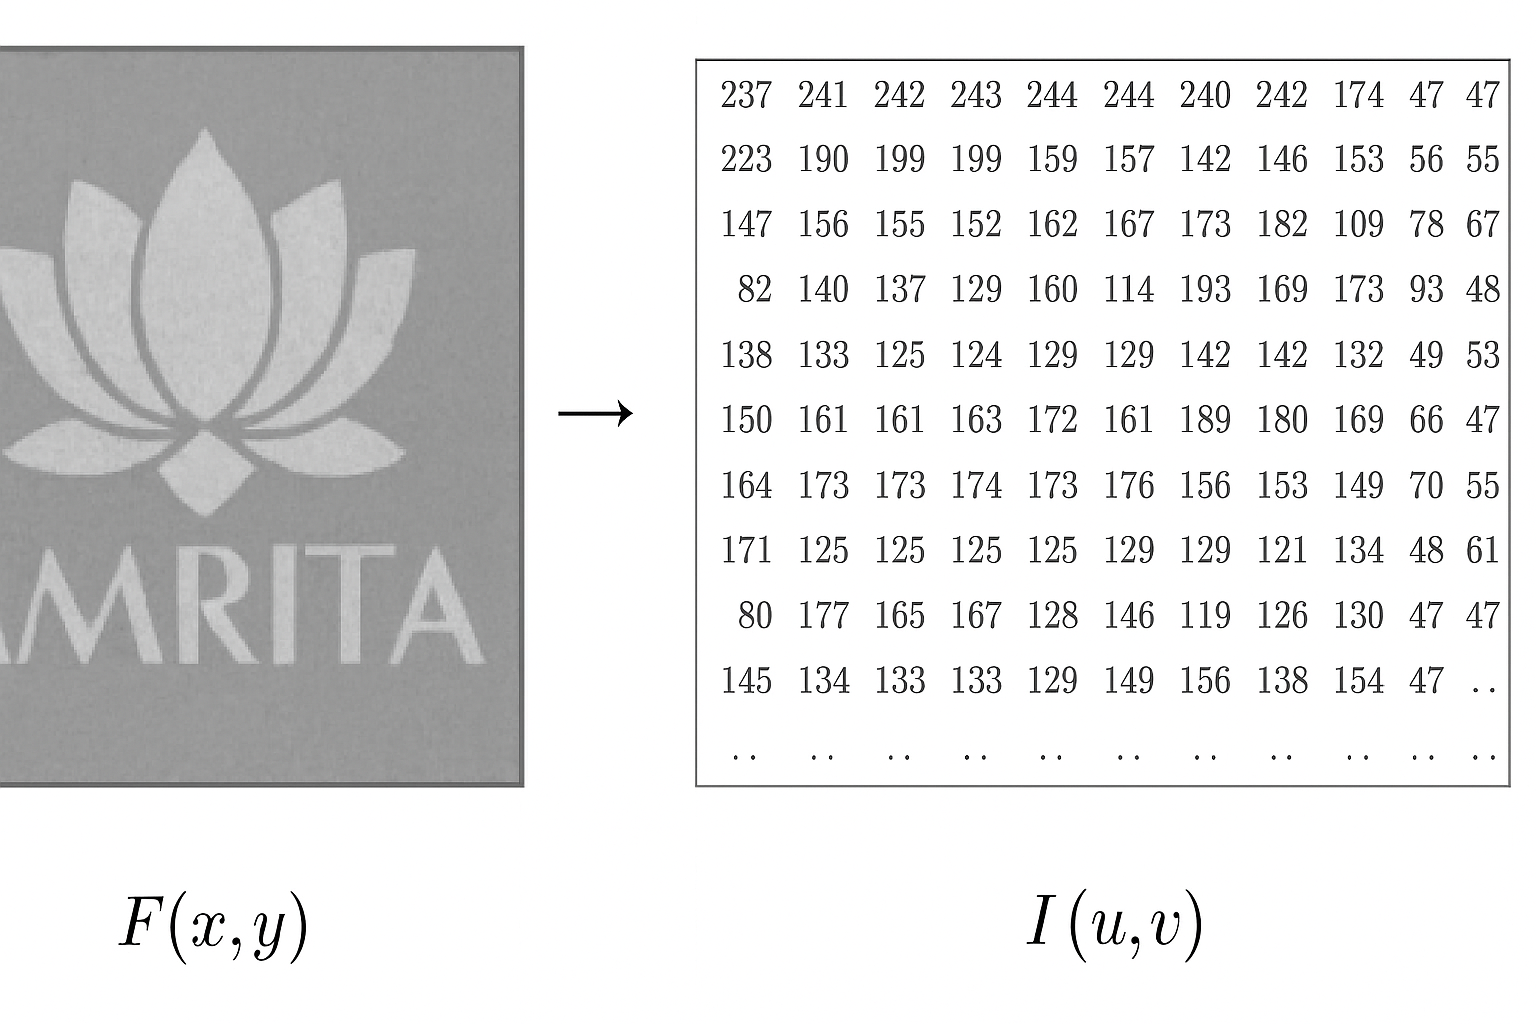 AMRITA
→
237 241 242 243 244 244 240 242 174 47 47
223 190 199 199 159 157 142 146 153 56 55
147 156 155 152 162 167 173 182 109 78 67
82 140 137 129 160 114 193 169 173 93 48
138 133 125 124 129 129 142 142 132 49 53
150 161 161 163 172 161 189 180 169 66 47
164 173 173 174 173 176 156 153 149 70 55
171 125 125 125 125 129 129 121 134 48 61
80 177 165 167 128 146 119 126 130 47 47
145 134 133 133 129 149 156 138 154 47 ..
.. .. .. .. .. .. .. .. .. .. ..
F(x,y)
I(u,v)